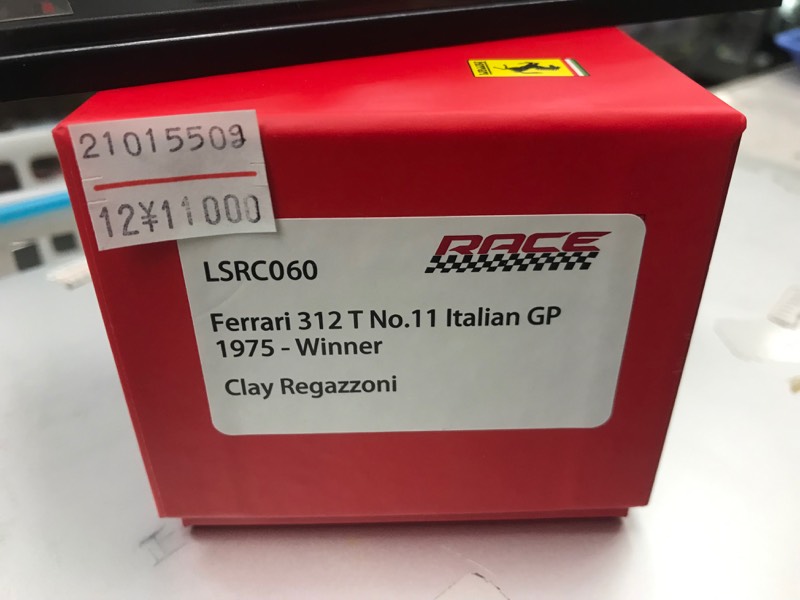 21015509
12¥11000
RACE
LSRC060
Ferrari 312 T No.11 Italian GP
1975 - Winner
Clay Regazzoni